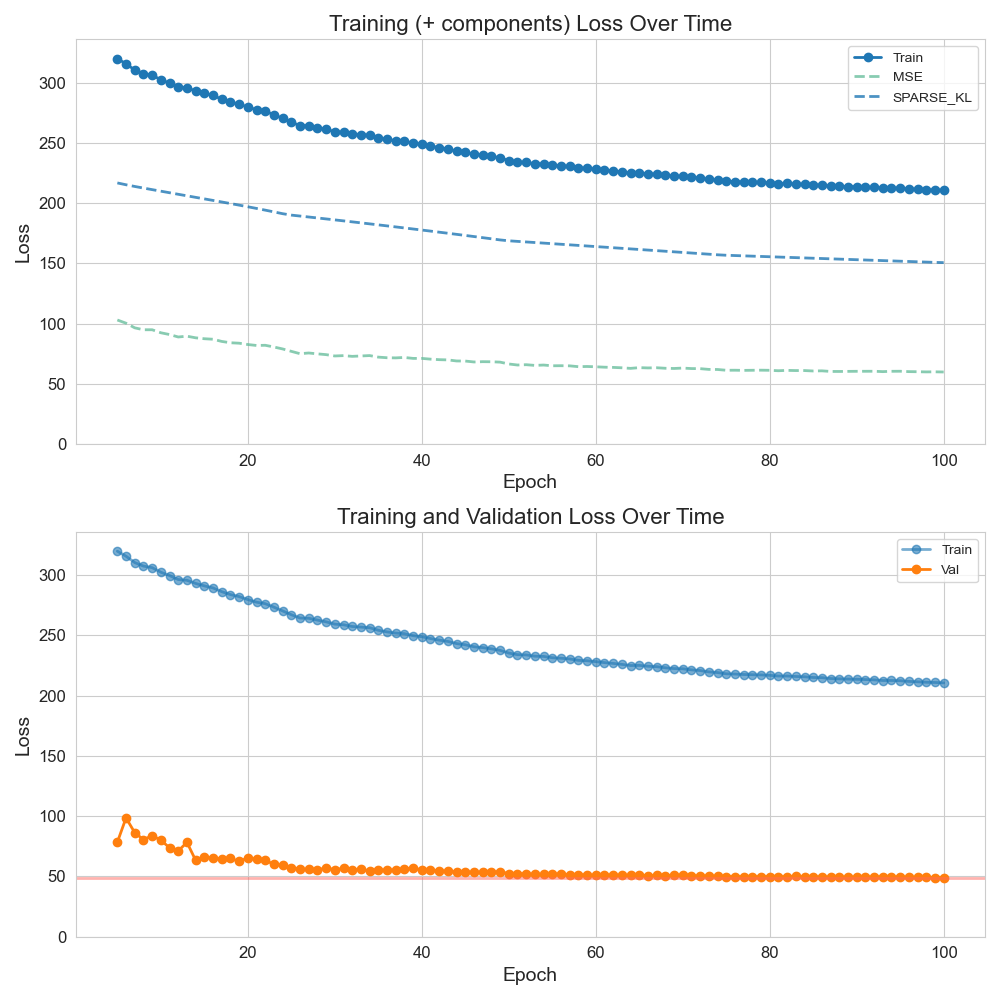 Training (+ components) Loss Over Time
Train
MSE
SPARSE_KL
300
250
200
150
100
50
0
Loss
20
40
60
80
100
Epoch
Training and Validation Loss Over Time
Train
Val
300
250
200
150
100
50
0
Loss
20
40
60
80
100
Epoch